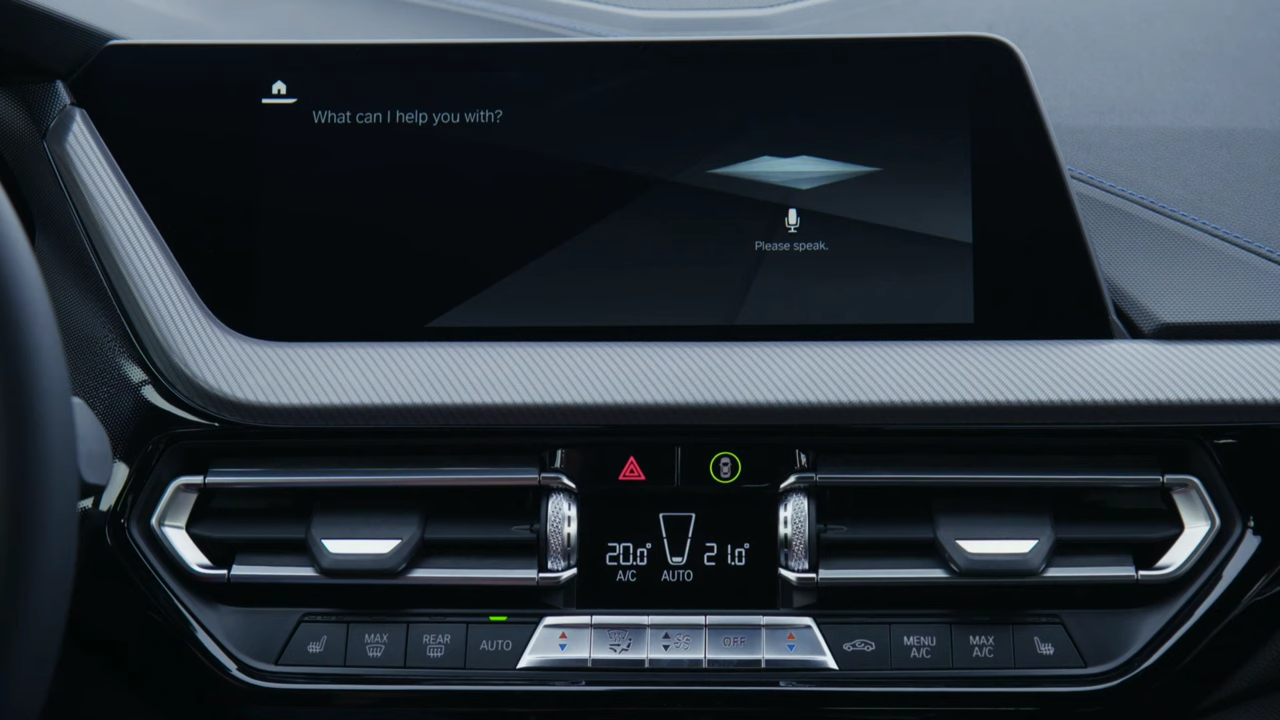 What can I help you with?
Please speak.
20.0°
21.0°
A/C
AUTO
MAX
REAR
AUTO
OFF
MENU
A/C
MAX
A/C